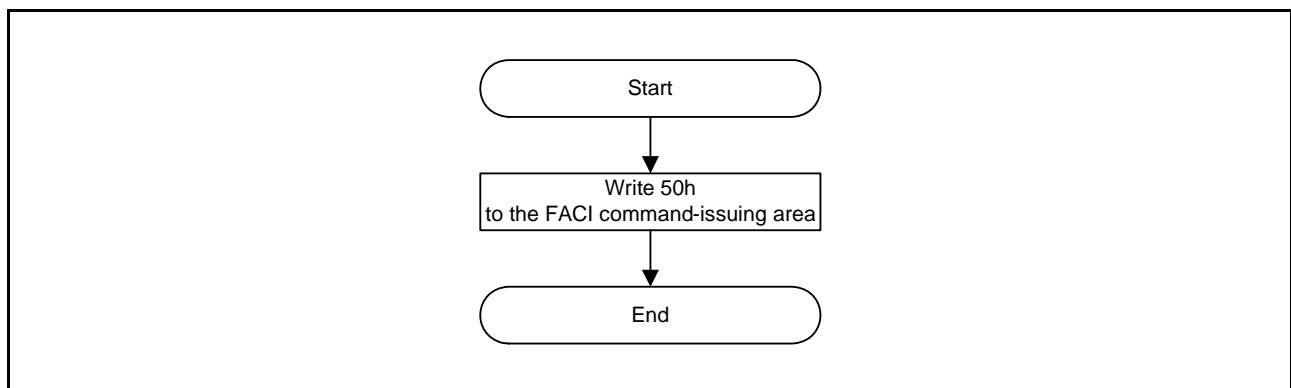 Start
Write 50h
to the FACI command-issuing area
End